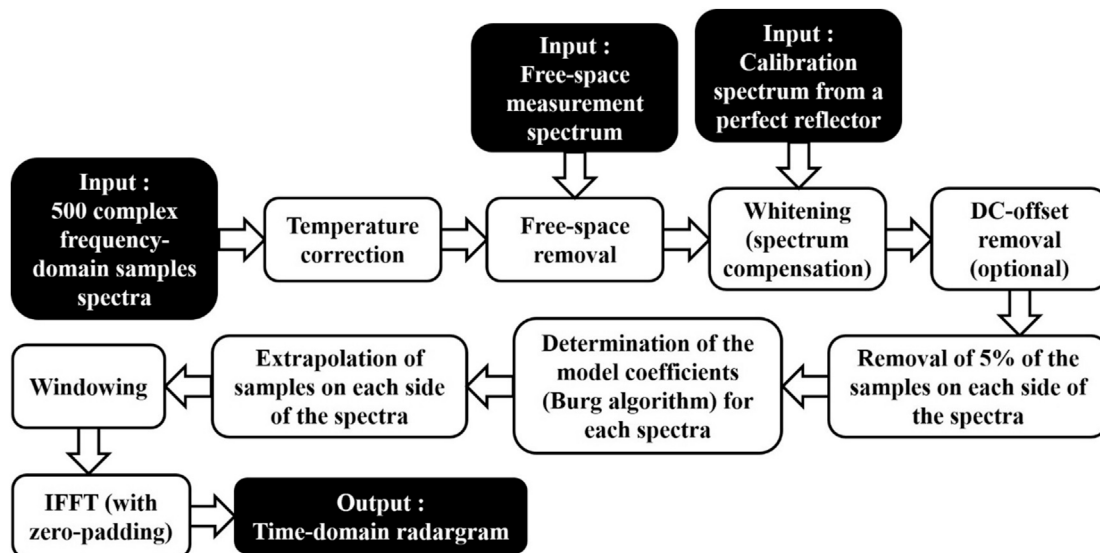 Input :
500 complex
frequency-
domain samples
spectra
Temperature
correction
Input :
Free-space
measurement
spectrum
Free-space
removal
Input :
Calibration
spectrum from a
perfect reflector
Whitening
(spectrum
compensation)
DC-offset
removal
(optional)
Removal of 5% of the
samples on each side of
the spectra
Determination of the
model coefficients
(Burg algorithm) for
each spectra
Extrapolation of
samples on each side
of the spectra
Windowing
IFFT (with
zero-padding)
Output :
Time-domain radargram